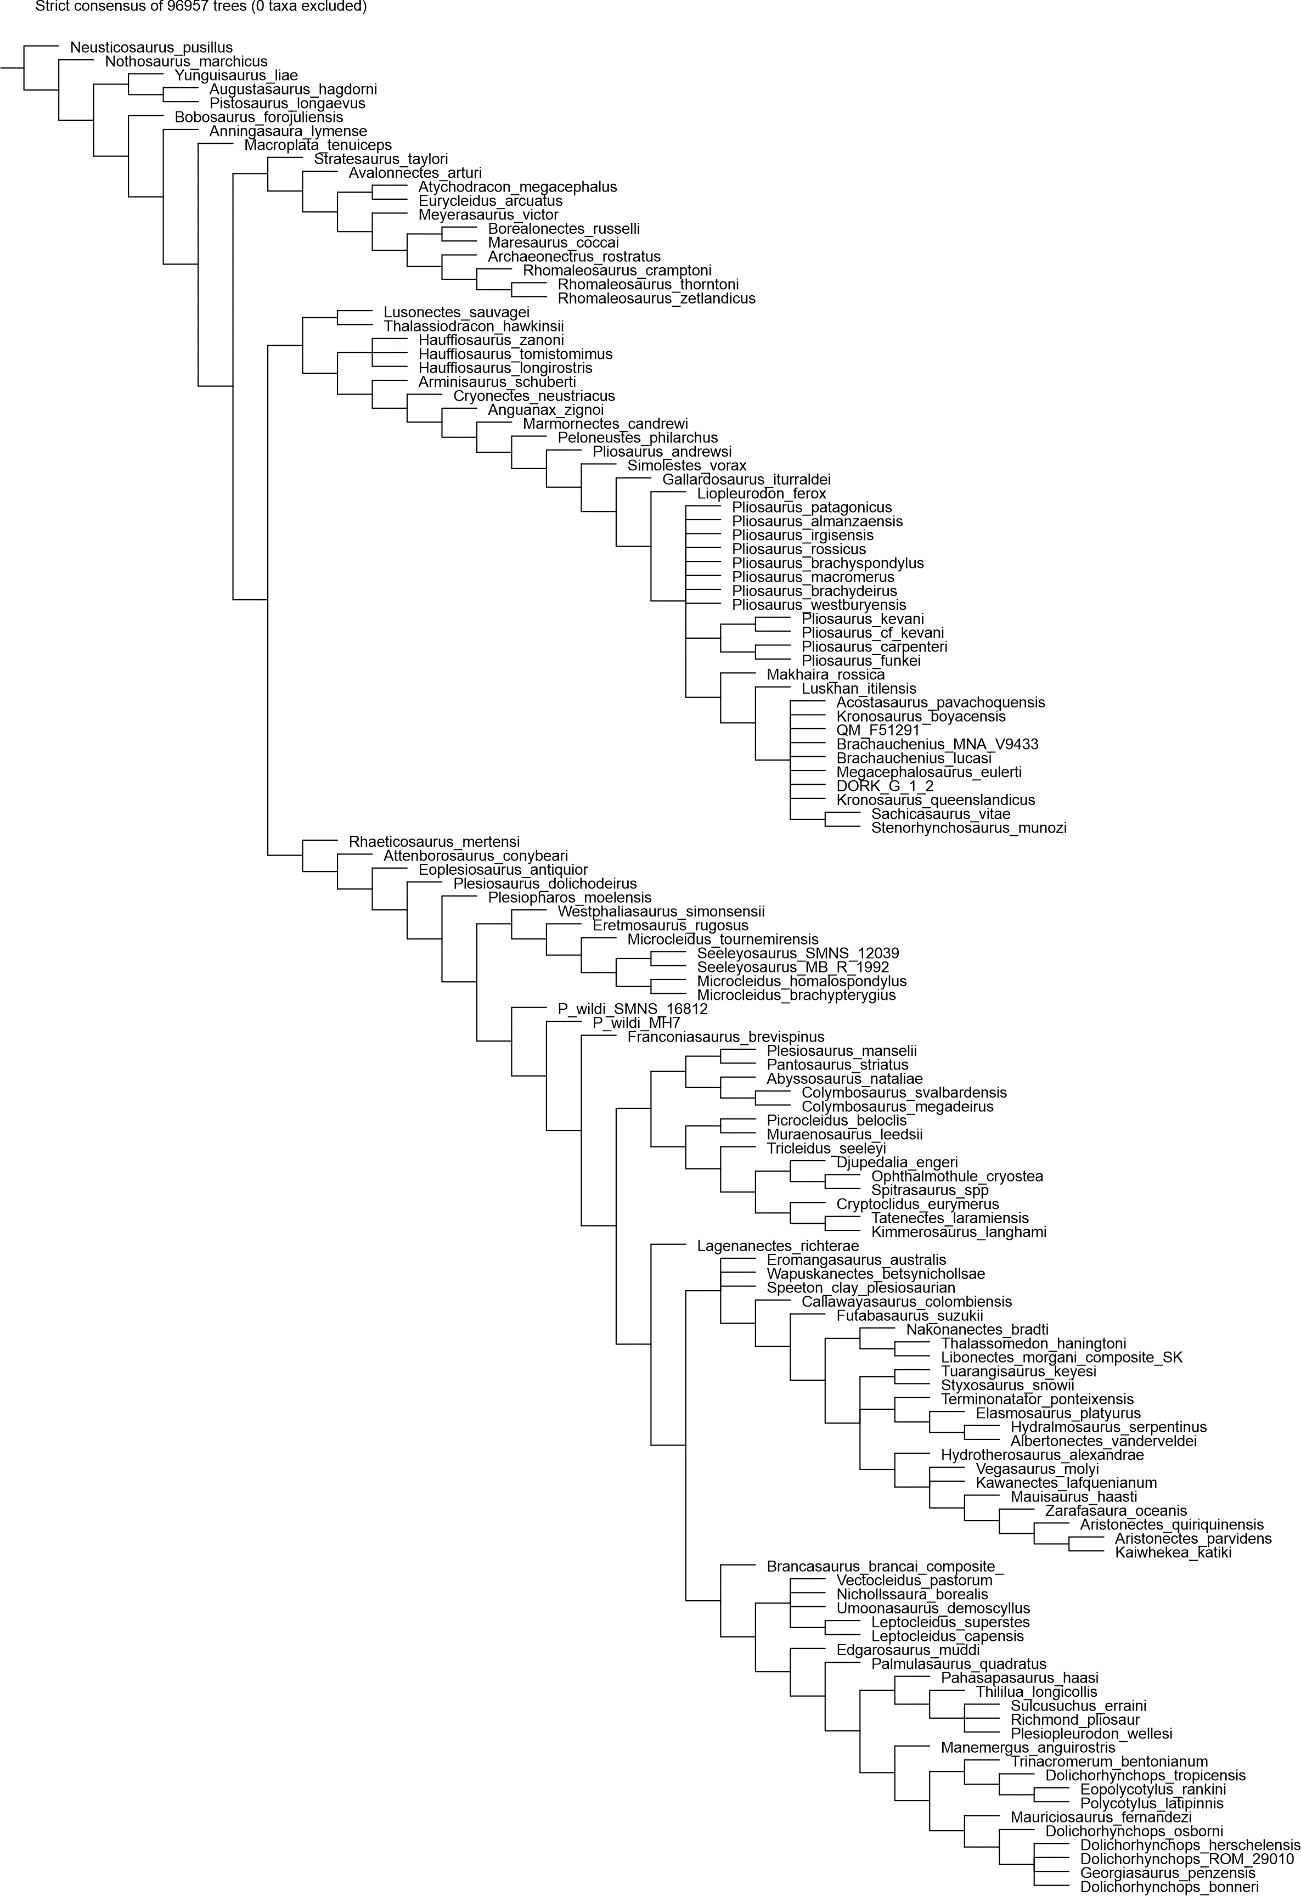 Strict consensus of 96957 trees (0 taxa excluded)
Neusticosaurus_pusillus
Nothosaurus_marchicus
Yunguisaurus_liae
Augustasaurus_hagdorni
Pistosaurus_longaevus
Bobosaurus_forojuliensis
Anningasaura_lymense
Macroplata_tenuiceps
Stratesaurus_taylori
Avalonnectes_arturi
Atychodracon_megacephalus
Eurycleidus_arcuatus
Meyerasaurus_victor
Borealonectes_russelli
Maresaurus_coccai
Archaeonectrus_rostratus
Rhomaleosaurus_cramptoni
Rhomaleosaurus_thorntoni
Rhomaleosaurus_zetlandicus
Lusonectes_sauvagei
Thalassiodracon_hawkinsii
Hauffiosaurus_zanoni
Hauffiosaurus_tomistomimus
Hauffiosaurus_longirostris
Arminisaurus_schuberti
Cryonectes_neustriacus
Anguanax_zignoi
Marmornectes_candrewi
Peloneustes_philarchus
Pliosaurus_andrewsi
Simolestes_vorax
Gallardosaurus_iturraldei
Liopleurodon_ferox
Pliosaurus_patagonicus
Pliosaurus_almanzaensis
Pliosaurus_irgisensis
Pliosaurus_rossicus
Pliosaurus_brachyspondylus
Pliosaurus_macromerus
Pliosaurus_brachydeirus
Pliosaurus_westburyensis
Pliosaurus_kevani
Pliosaurus_cf_kevani
Pliosaurus_carpenteri
Pliosaurus_funkei
Makhaira_rossica
Luskhan_itilensis
Acostasaurus_pavachoquensis
Kronosaurus_boyacensis
QM_F51291
Brachauchenius_MNA_V9433
Brachauchenius_lucasi
Megacephalosaurus_eulerti
DORK_G_1_2
Kronosaurus_queenslandicus
Sachicasaurus_vitae
Stenorhynchosaurus_munozi
Rhaeticosaurus_mertensi
Attenborosaurus_conybeari
Eoplesiosaurus_antiquior
Plesiosaurus_dolichodeirus
Plesiopharos_moelensis
Westphaliasaurus_simonsensii
Eretmosaurus_rugosus
Microcleidus_tournemirensis
Seeleyosaurus_SMNS_12039
Seeleyosaurus_MB_R_1992
Microcleidus_homalospondylus
Microcleidus_brachypterygius
P_wildi_SMNS_16812
P_wildi_MH7
Franconiasaurus_brevispinus
Plesiosaurus_manselii
Pantosaurus_striatus
Abyssosaurus_nataliae
Colymbosaurus_svalbardensis
Colymbosaurus_megadeirus
Picrocleidus_beloclis
Muraenosaurus_leedsii
Tricleidus_seeleyi
Djupedalia_engeri
Ophthalmothule_cryostea
Spitrasaurus_spp
Cryptoclidus_eurymerus
Tatenectes_laramiensis
Kimmerosaurus_langhami
Lagenanectes_richterae
Eromangasaurus_australis
Wapuskanectes_betsynichollsae
Speeton_clay_plesiosaurian
Callawayasaurus_colombiensis
Futabasaurus_suzukii
Nakonanectes_bradti
Thalassomedon_haningtoni
Libonectes_morgani_composite_SK
Tuarangisaurus_keyesi
Styxosaurus_snowii
Terminonatator_ponteixensis
Elasmosaurus_platyurus
Hydralmosaurus_serpentinus
Albertonectes_vanderveldei
Hydrotherosaurus_alexandrae
Vegasaurus_molyi
Kawanectes_lafquenianum
Mauisaurus_haasti
Zarafasaura_oceanis
Aristonectes_quiriquinensis
Aristonectes_parvidens
Kaiwhekea_katiki
Brancasaurus_brancai_composite_
Vectocleidus_pastorum
Nichollssaura_borealis
Umoonasaurus_demoscyllus
Leptocleidus_superstes
Leptocleidus_capensis
Edgarosaurus_muddi
Palmulasaurus_quadratus
Pahasapasaurus_haasi
Thililua_longicollis
Sulcusuchus_erraini
Richmond_pliosaur
Plesiopleurodon_wellesi
Manemergus_anguirostris
Trinacromerum_bentonianum
Dolichorhynchops_tropicensis
Eopolycotylus_rankini
Polycotylus_latipinnis
Mauriciosaurus_fernandezi
Dolichorhynchops_osborni
Dolichorhynchops_herschelensis
Dolichorhynchops_ROM_29010
Georgiasaurus_penzensis
Dolichorhynchops_bonneri